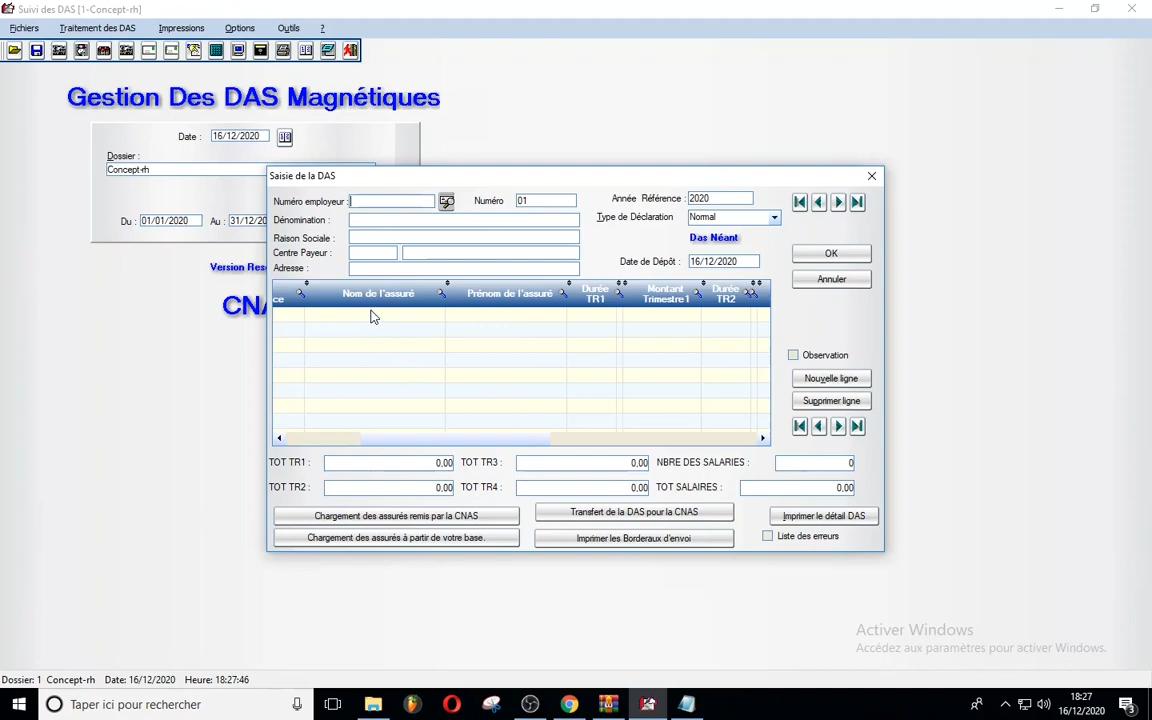 Suivi des DAS [1-Concept-rh]
Fichiers Traitement des DAS Impressions Options Outils ?
Gestion Des DAS Magnétiques
Date : 16/12/2020
Dossier :
Concept-rh
Du : 01/01/2020 Au : 31/12/20
Version Rese
CNA
Saisie de la DAS
Numéro employeur : Numéro 01 Année Référence : 2020
Dénomination : Type de Déclaration Normal
Raison Sociale : Das Néant
Centre Payeur :
Adresse : Date de Dépôt : 16/12/2020
OK
Annuler
ce Nom de l'assuré Prénom de l'assuré Durée TR1 Montant Trimestre1 Durée TR2
Observation
Nouvelle ligne
Supprimer ligne
TOT TR1 : 0,00 TOT TR3 : 0,00 NBRE DES SALARIES : 0
TOT TR2 : 0,00 TOT TR4 : 0,00 TOT SALAIRES : 0,00
Chargement des assurés remis par la CNAS Transfert de la DAS pour la CNAS Imprimer le détail DAS
Chargement des assurés à partir de votre base. Imprimer les Borderaux d'envoi Liste des erreurs
Activer Windows
Accédez aux paramètres pour activer Windows.
Dossier: 1 Concept-rh Date: 16/12/2020 Heure: 18:27:46
Taper ici pour rechercher
18:27
16/12/2020
3